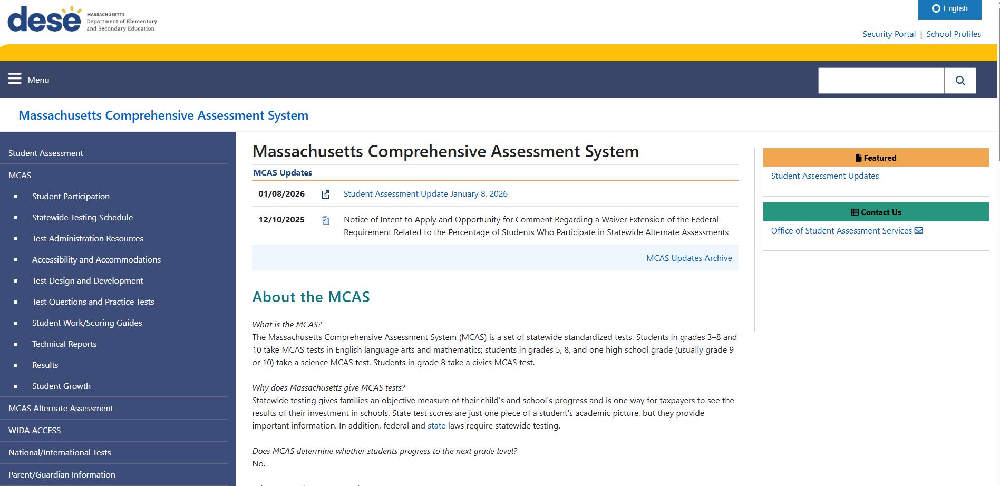 dese
MASSACHUSETTS
Department of Elementary
and Secondary Education
English
Security Portal | School Profiles
Menu
Massachusetts Comprehensive Assessment System
Student Assessment
MCAS
Student Participation
Statewide Testing Schedule
Test Administration Resources
Accessibility and Accommodations
Test Design and Development
Test Questions and Practice Tests
Student Work/Scoring Guides
Technical Reports
Results
Student Growth
MCAS Alternate Assessment
WIDA ACCESS
National/International Tests
Parent/Guardian Information
Massachusetts Comprehensive Assessment System
MCAS Updates
01/08/2026 Student Assessment Update January 8, 2026
12/10/2025 Notice of Intent to Apply and Opportunity for Comment Regarding a Waiver Extension of the Federal
Requirement Related to the Percentage of Students Who Participate in Statewide Alternate Assessments
MCAS Updates Archive
About the MCAS
What is the MCAS?
The Massachusetts Comprehensive Assessment System (MCAS) is a set of statewide standardized tests. Students in grades 3–8 and
10 take MCAS tests in English language arts and mathematics; students in grades 5, 8, and one high school grade (usually grade 9
or 10) take a science MCAS test. Students in grade 8 take a civics MCAS test.
Why does Massachusetts give MCAS tests?
Statewide testing gives families an objective measure of their child's and school's progress and is one way for taxpayers to see the
results of their investment in schools. State test scores are just one piece of a student's academic picture, but they provide
important information. In addition, federal and state laws require statewide testing.
Does MCAS determine whether students progress to the next grade level?
No.
Featured
Student Assessment Updates
Contact Us
Office of Student Assessment Services